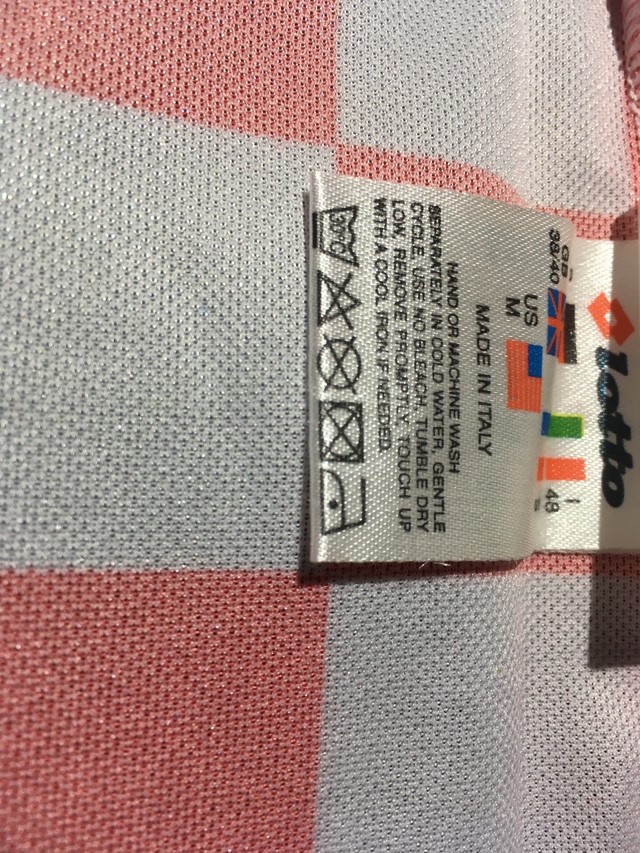 lotto
GB
38/40
I
48
US
M
MADE IN ITALY
HAND OR MACHINE WASH
SEPARATELY IN COLD WATER, GENTLE
CYCLE. USE NO BLEACH. TUMBLE DRY
LOW. REMOVE PROMPTLY. TOUCH UP
WITH A COOL IRON IF NEEDED.